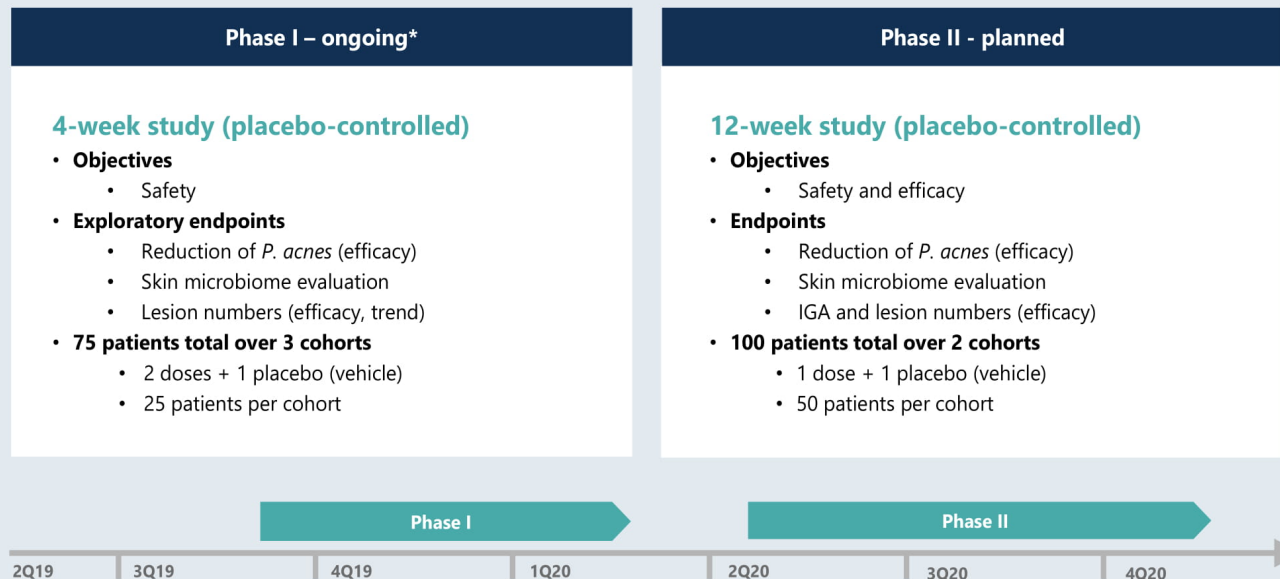 Phase I – ongoing*
4-week study (placebo-controlled)
• Objectives
• Safety
• Exploratory endpoints
• Reduction of P. acnes (efficacy)
• Skin microbiome evaluation
• Lesion numbers (efficacy, trend)
• 75 patients total over 3 cohorts
• 2 doses + 1 placebo (vehicle)
• 25 patients per cohort
Phase II - planned
12-week study (placebo-controlled)
• Objectives
• Safety and efficacy
• Endpoints
• Reduction of P. acnes (efficacy)
• Skin microbiome evaluation
• IGA and lesion numbers (efficacy)
• 100 patients total over 2 cohorts
• 1 dose + 1 placebo (vehicle)
• 50 patients per cohort
Phase I
Phase II
2Q19 3Q19 4Q19 1Q20 2Q20 3Q20 4Q20